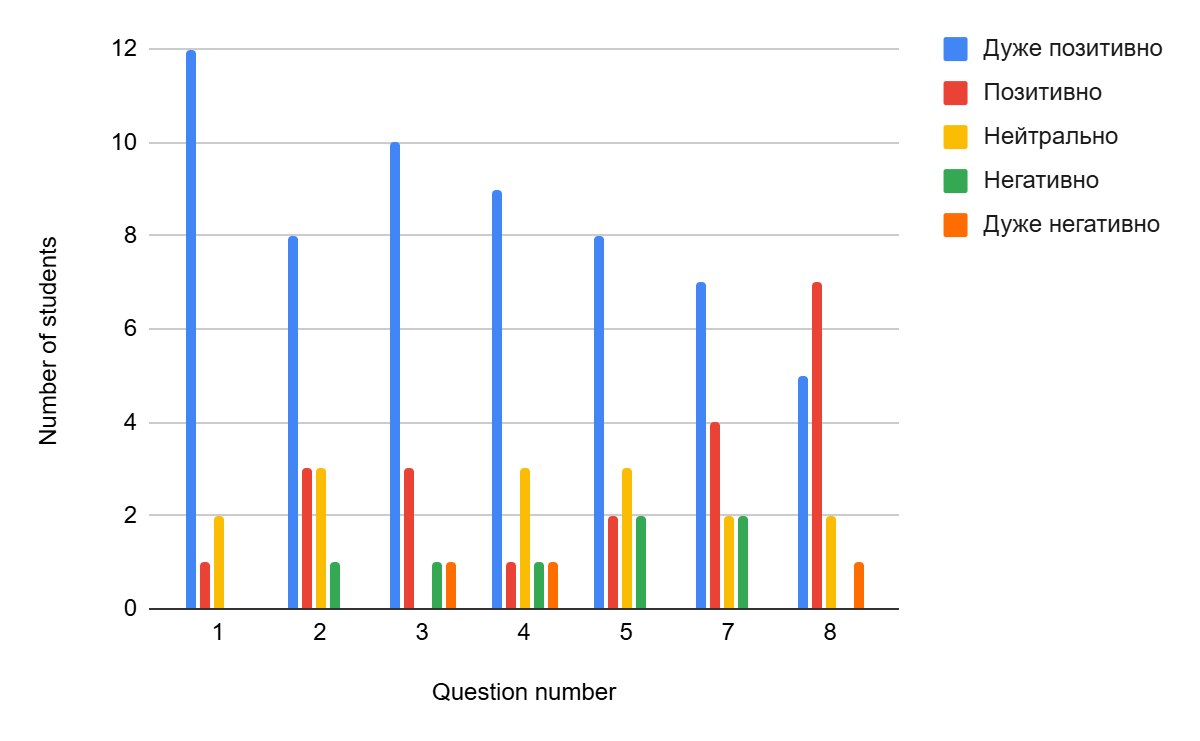 12
10
8
6
4
2
0
Number of students
1 2 3 4 5 7 8
Question number
Дуже позитивно
Позитивно
Нейтрально
Негативно
Дуже негативно